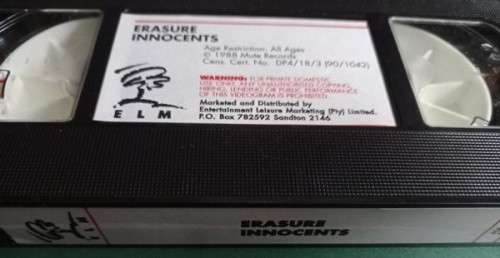 ERASURE
INNOCENTS
Age Restriction. All Ages
© 1988 Mute Records
Cens. Cert. No. DP4/18/3 (90/1042)
WARNING: FOR PRIVATE DOMESTIC
USE ONLY. ANY UNAUTHORISED COPYING,
HIRING, LENDING OR PUBLIC PERFORMANCE
OF THIS VIDEOGRAM IS PROHIBITED.
Marketed and Distributed by
Entertainment Leisure Marketing (Pty) Limited.
P.O. Box 782592 Sandton 2146
ELM
ELM
ERASURE
INNOCENTS